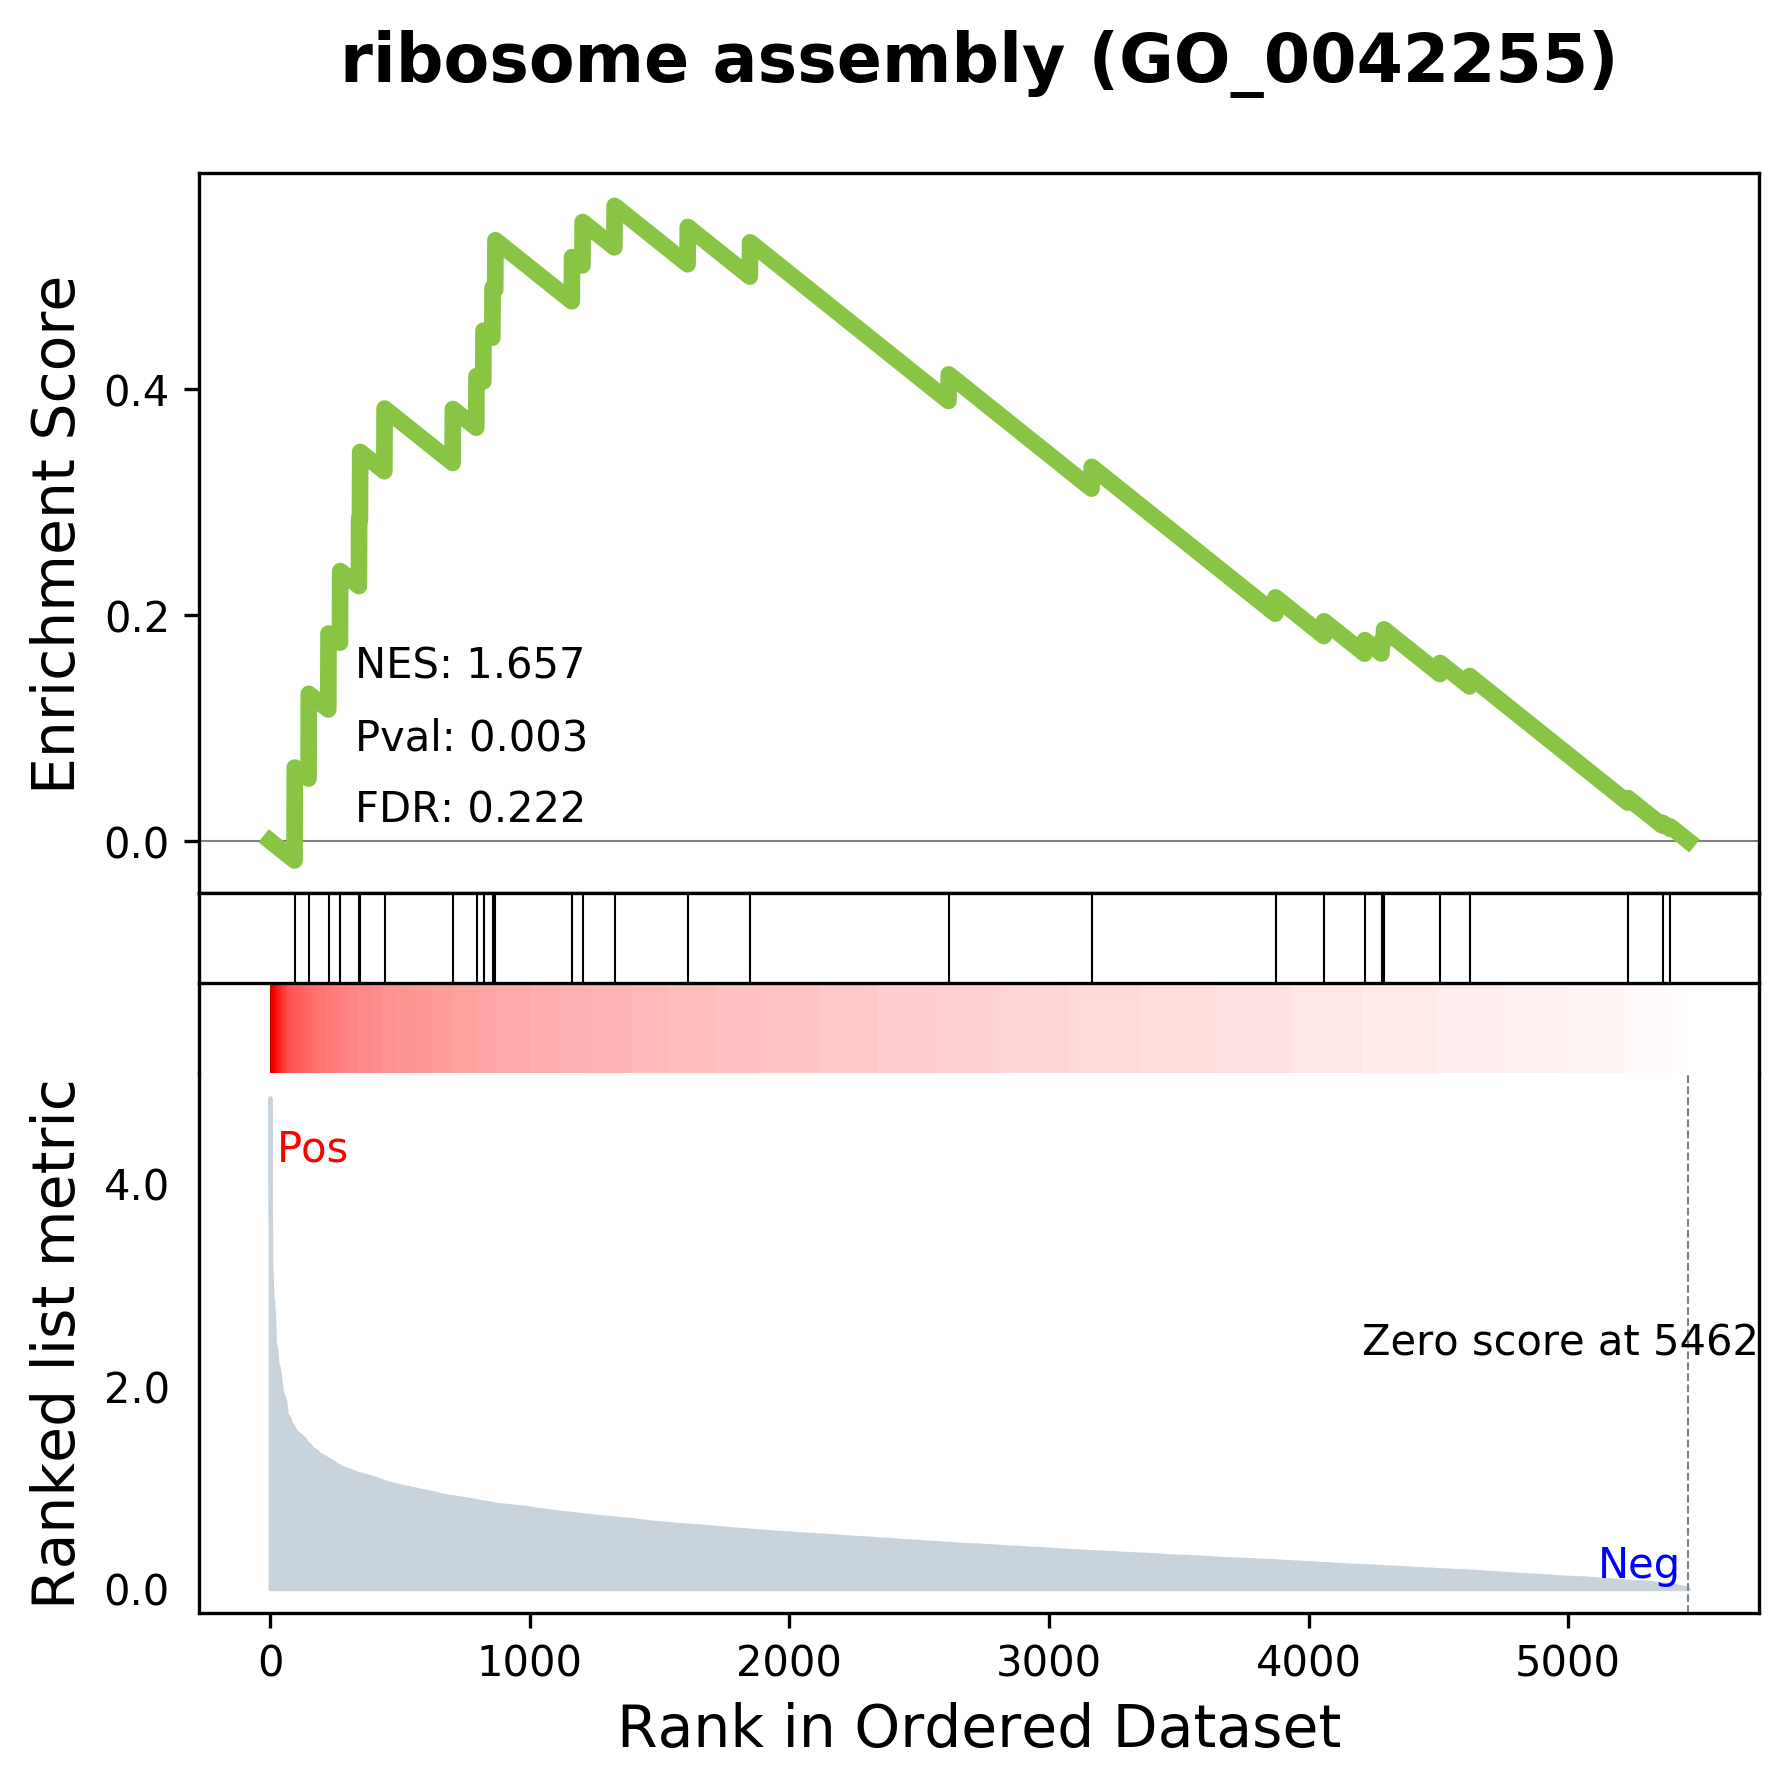 ribosome assembly (GO_0042255)
Enrichment Score
0.4
0.2
0.0
NES: 1.657
Pval: 0.003
FDR: 0.222
Ranked list metric
4.0
2.0
0.0
Pos
Zero score at 5462
Neg
0 1000 2000 3000 4000 5000
Rank in Ordered Dataset